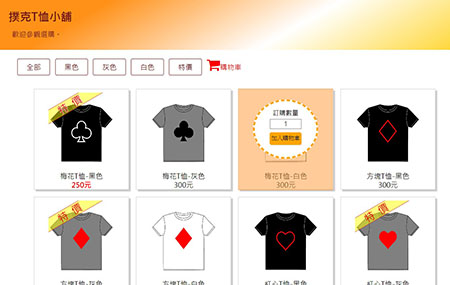 撲克T恤小舖
歡迎參觀選購。
全部 黑色 灰色 白色 特價 購物車
特價
訂購數量
1
加入購物車
梅花T恤-黑色 梅花T恤-灰色 梅花T恤-白色 方塊T恤-黑色
250元 300元 300元 300元
特價 特價
方塊T恤-灰色 方塊T恤-白色 紅心T恤-黑色 紅心T恤-灰色